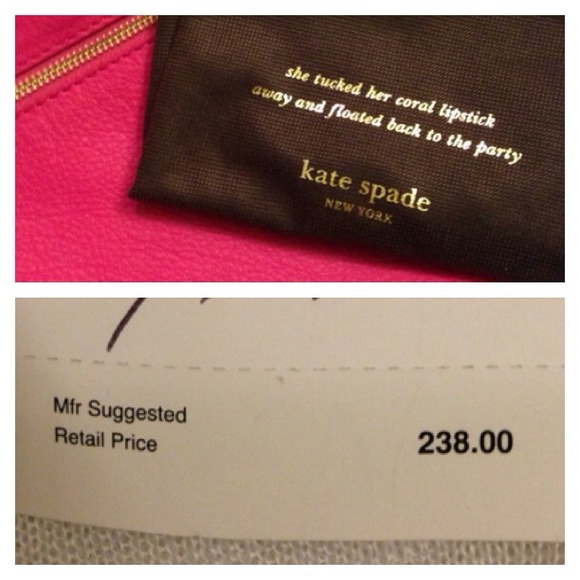 she tucked her coral lipstick
away and floated back to the party
kate spade
NEW YORK
Mfr Suggested
Retail Price
238.00